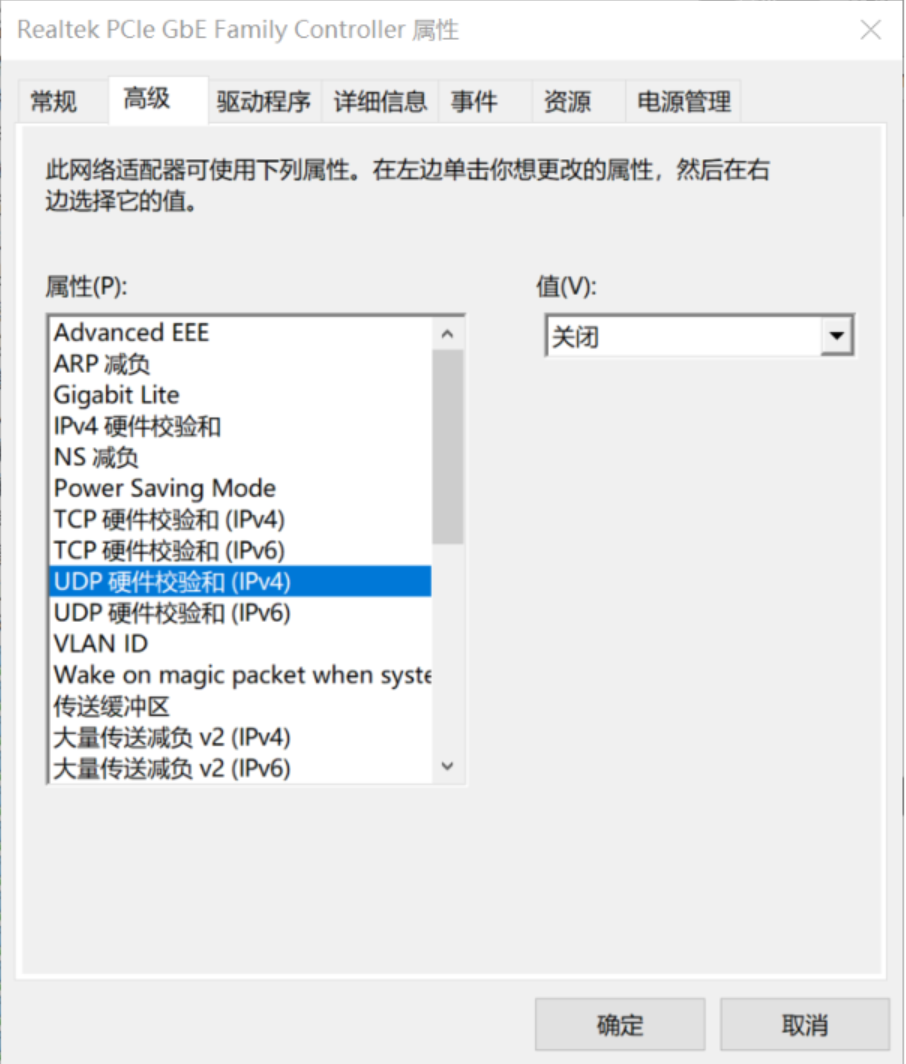 Realtek PCIe GbE Family Controller 属性
常规 高级 驱动程序 详细信息 事件 资源 电源管理
此网络适配器可使用下列属性。在左边单击你想更改的属性，然后在右
边选择它的值。
属性(P): 值(V):
Advanced EEE
关闭
ARP 减负
Gigabit Lite
IPv4 硬件校验和
NS 减负
Power Saving Mode
TCP 硬件校验和 (IPv4)
TCP 硬件校验和 (IPv6)
UDP 硬件校验和 (IPv4)
UDP 硬件校验和 (IPv6)
VLAN ID
Wake on magic packet when syste
传送缓冲区
大量传送减负 v2 (IPv4)
大量传送减负 v2 (IPv6)
确定 取消